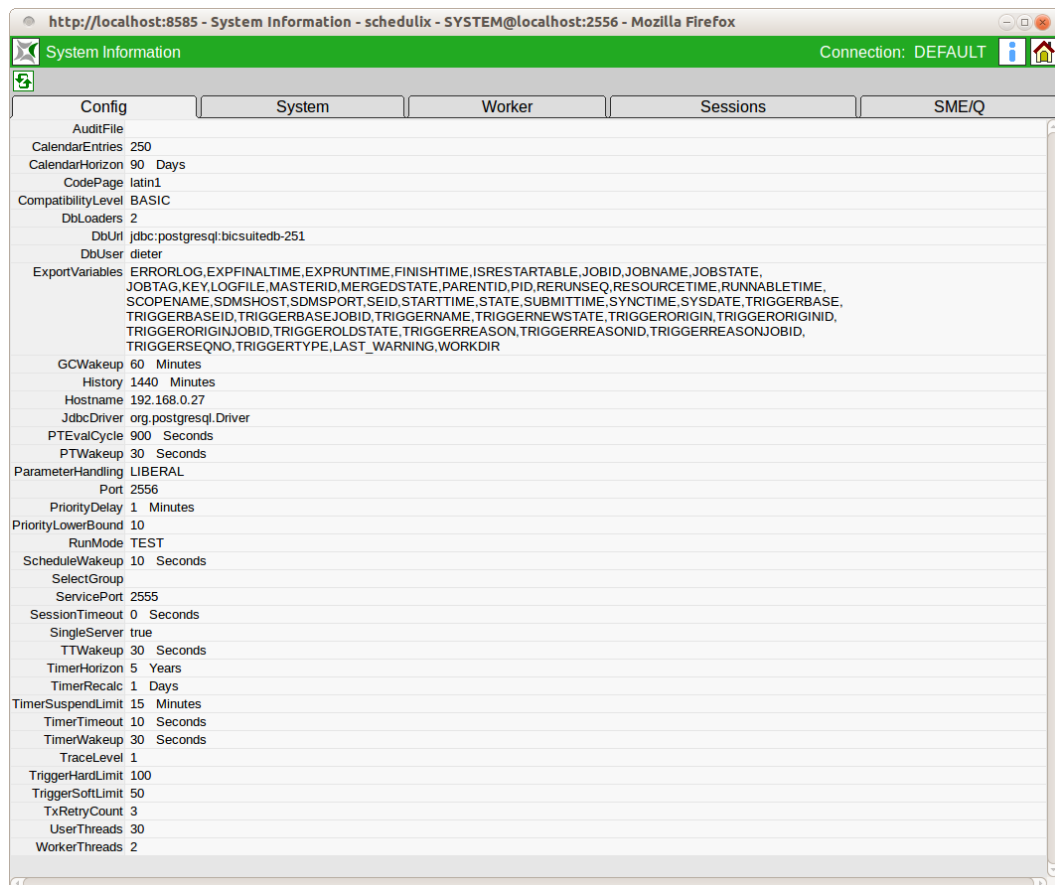 http://localhost:8585 - System Information - schedulix - SYSTEM@localhost:2556 - Mozilla Firefox
System Information Connection: DEFAULT
Config System Worker Sessions SME/Q
AuditFile
CalendarEntries 250
CalendarHorizon 90 Days
CodePage latin1
CompatibilityLevel BASIC
DbLoaders 2
DbUrl jdbc:postgresql:bicsuitedb-251
DbUser dieter
ExportVariables ERRORLOG,EXPFINALTIME,EXPRUNTIME,FINISHTIME,ISRESTARTABLE,JOBID,JOBNAME,JOBSTATE,
JOBTAG,KEY,LOGFILE,MASTERID,MERGEDSTATE,PARENTID,PID,RERUNSEQ,RESOURCETIME,RUNNABLETIME,
SCOPENAME,SDMSHOST,SDMSPORT,SEID,STARTTIME,STATE,SUBMITTIME,SYNCTIME,SYSDATE,TRIGGERBASE,
TRIGGERBASEID,TRIGGERBASEJOBID,TRIGGERNAME,TRIGGERNEWSTATE,TRIGGERORIGIN,TRIGGERORIGINID,
TRIGGERORIGINJOBID,TRIGGEROLDSTATE,TRIGGERREASON,TRIGGERREASONID,TRIGGERREASONJOBID,
TRIGGERSEQNO,TRIGGERTYPE,LAST_WARNING,WORKDIR
GCWakeup 60 Minutes
History 1440 Minutes
Hostname 192.168.0.27
JdbcDriver org.postgresql.Driver
PTEvalCycle 900 Seconds
PTWakeup 30 Seconds
ParameterHandling LIBERAL
Port 2556
PriorityDelay 1 Minutes
PriorityLowerBound 10
RunMode TEST
ScheduleWakeup 10 Seconds
SelectGroup
ServicePort 2555
SessionTimeout 0 Seconds
SingleServer true
TTWakeup 30 Seconds
TimerHorizon 5 Years
TimerRecalc 1 Days
TimerSuspendLimit 15 Minutes
TimerTimeout 10 Seconds
TimerWakeup 30 Seconds
TraceLevel 1
TriggerHardLimit 100
TriggerSoftLimit 50
TxRetryCount 3
UserThreads 30
WorkerThreads 2